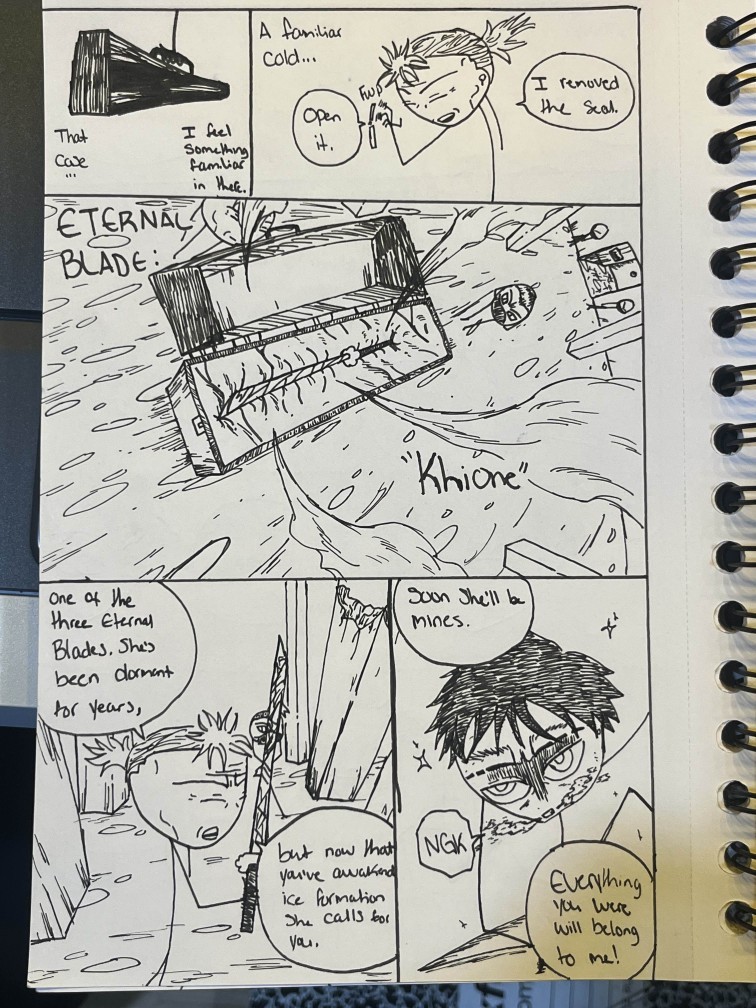 That
Case
...
I feel
Something
familiar
in there.
A familiar
cold...
Fwp
Open
it.
I removed
the Seal.
ETERNAL
BLADE:
"Khione"
One of the
three Eternal
Blades. She's
been dormant
for years,
but now that
you've awakend
ice formation
She calls for
you.
Soon She'll be
mines.
NGK
Everything
You were
will belong
to me!